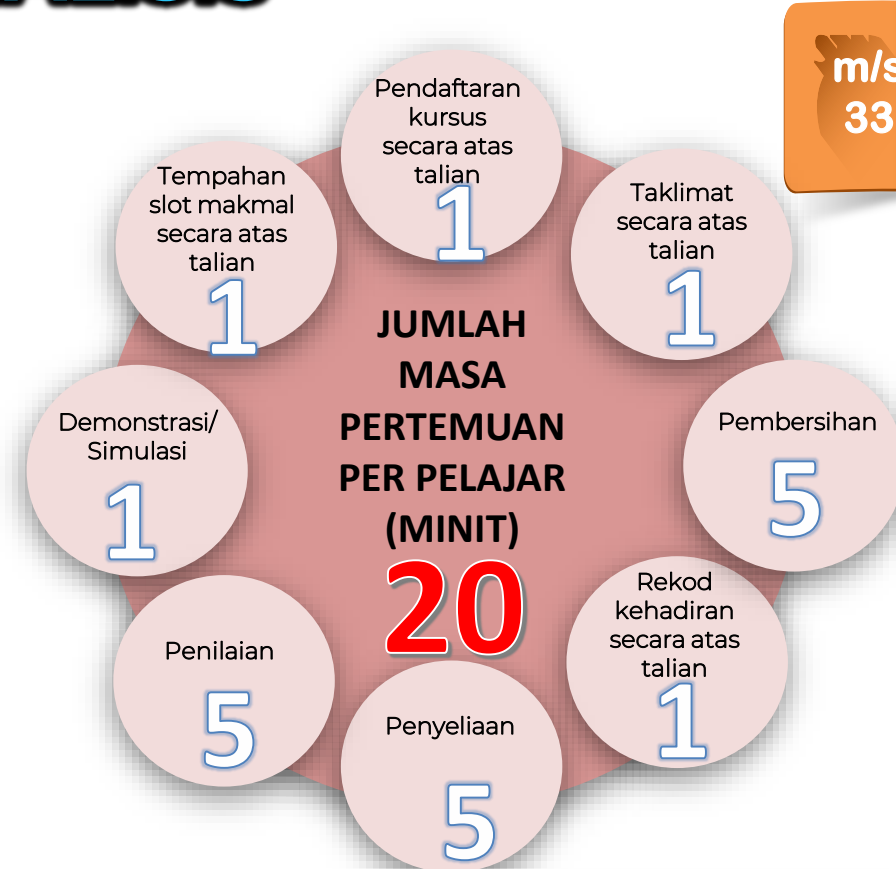 m/s
33
Pendaftaran
kursus
secara atas
talian
1
Taklimat
secara atas
talian
1
Pembersihan
5
Rekod
kehadiran
secara atas
talian
1
Penyeliaan
5
Penilaian
5
Demonstrasi/
Simulasi
1
Tempahan
slot makmal
secara atas
talian
1
JUMLAH
MASA
PERTEMUAN
PER PELAJAR
(MINIT)
20